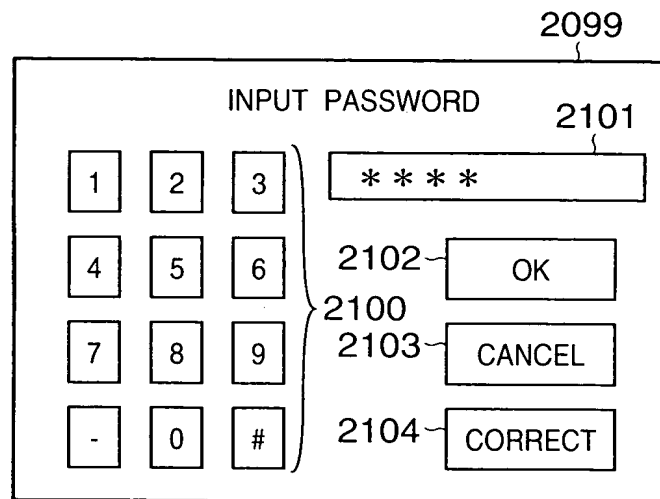 2099
INPUT PASSWORD
2101
1 2 3 ****
4 5 6 2102 OK
2100
7 8 9 2103 CANCEL
- 0 # 2104 CORRECT